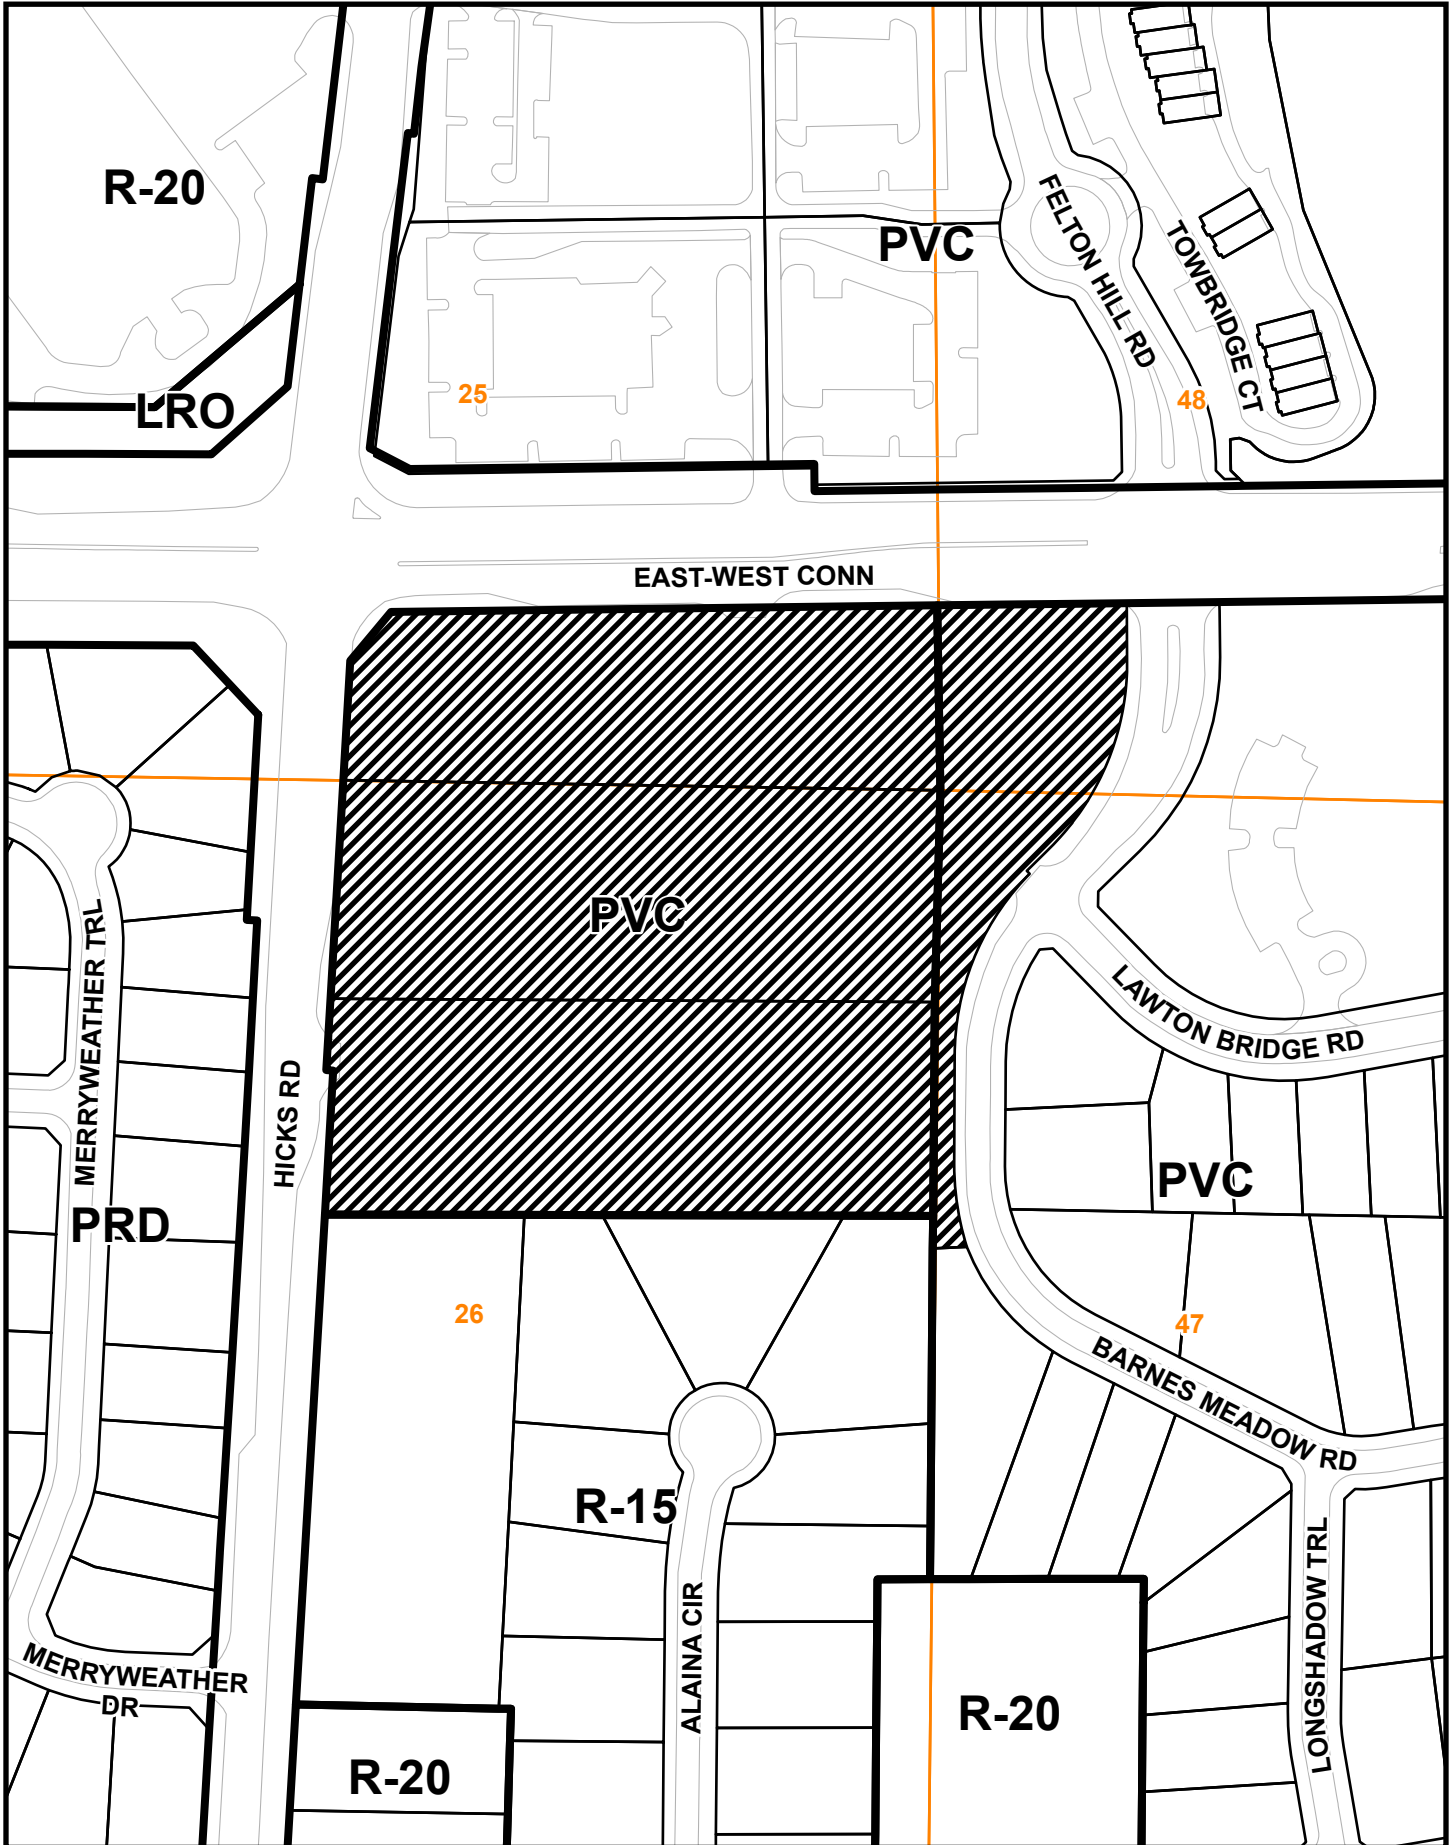 R-20
PVC
FELTON HILL RD
TOWBRIDGE CT
25
48
LRO
EAST-WEST CONN
PVC
MERRYWEATHER TRL
HICKS RD
LAWTON BRIDGE RD
PVC
PRD
26
47
BARNES MEADOW RD
R-15
ALAINA CIR
LONGSHADOW TRL
MERRYWEATHER
DR
R-20
R-20